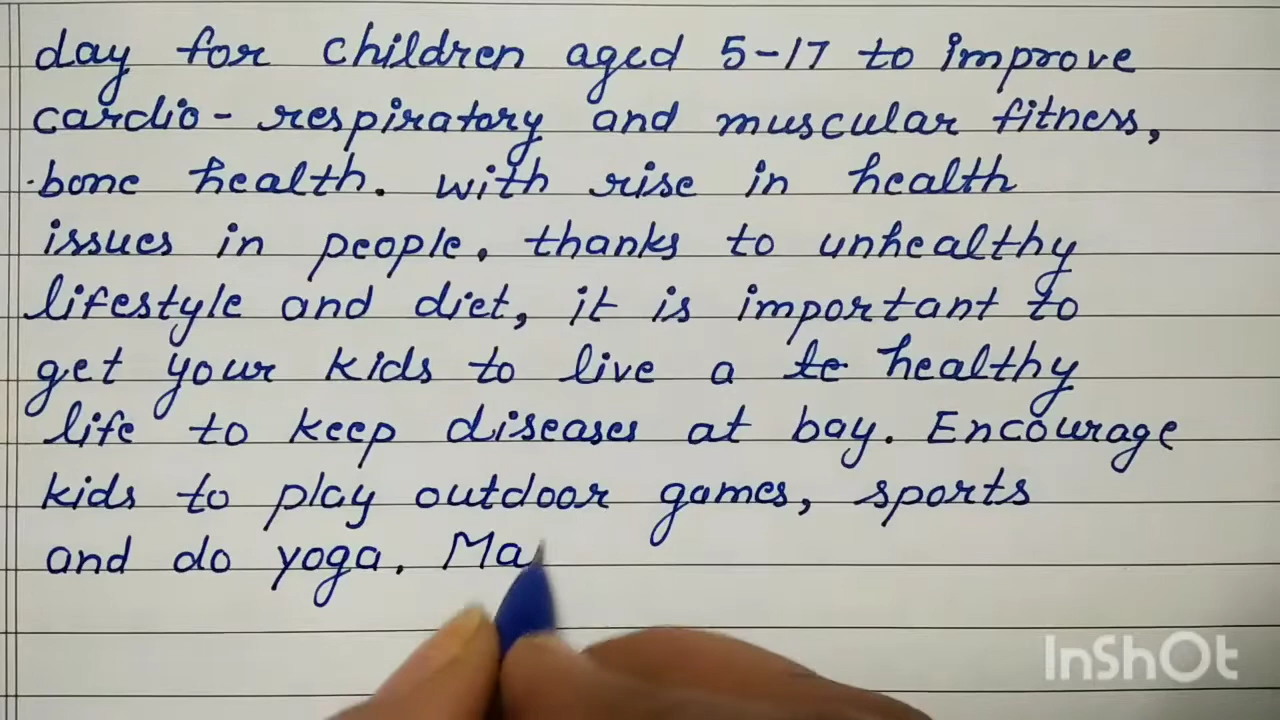 day for children aged 5-17 to improve
cardio-respiratory and muscular fitness,
bone health. with rise in health
issues in people. thanks to unhealthy
lifestyle and diet, it is important to
get your kids to live a healthy
life to keep diseases at bay. Encourage
kids to play outdoor games, sports
and do yoga. Ma
InShOt